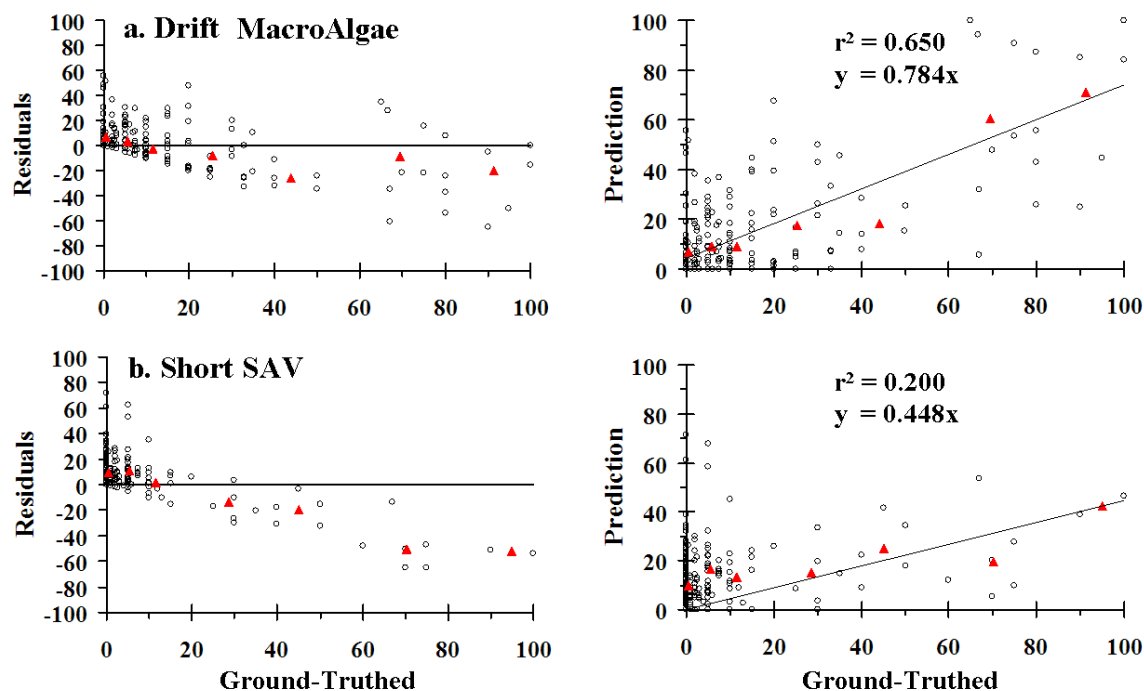 a. Drift MacroAlgae
100
80
60
40
20
0
-20
-40
-60
-80
-100
Residuals
0 20 40 60 80 100
r² = 0.650
y = 0.784x
100
80
60
40
20
0
Prediction
0 20 40 60 80 100
b. Short SAV
100
80
60
40
20
0
-20
-40
-60
-80
-100
Residuals
0 20 40 60 80 100
Ground-Truthed
r² = 0.200
y = 0.448x
100
80
60
40
20
0
Prediction
0 20 40 60 80 100
Ground-Truthed